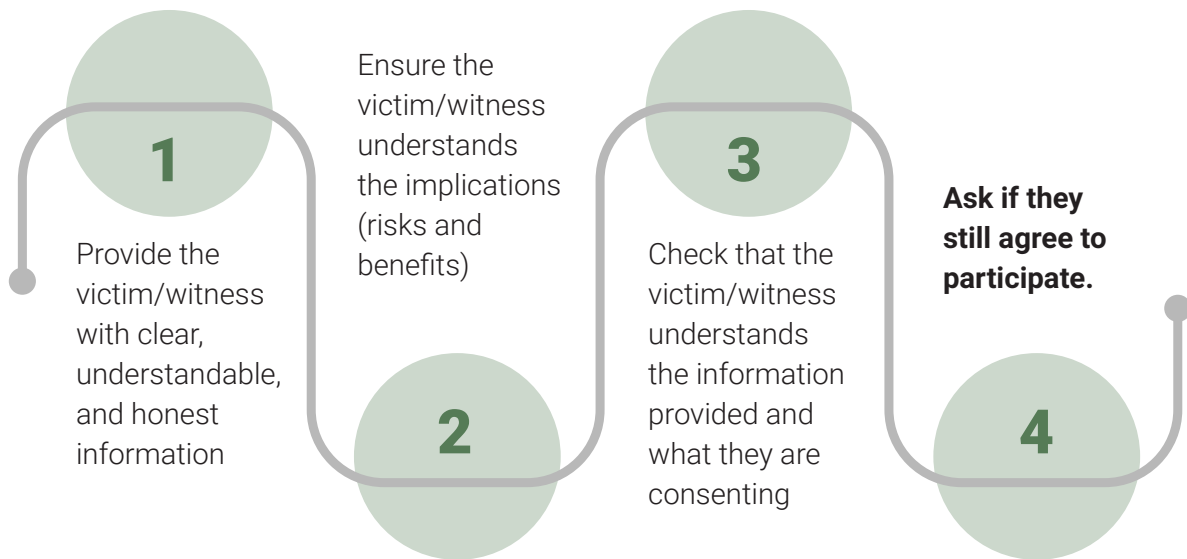 1
Provide the
victim/witness
with clear,
understandable,
and honest
information
Ensure the
victim/witness
understands
the implications
(risks and
benefits)
2
3
Check that the
victim/witness
understands
the information
provided and
what they are
consenting
Ask if they
still agree to
participate.
4